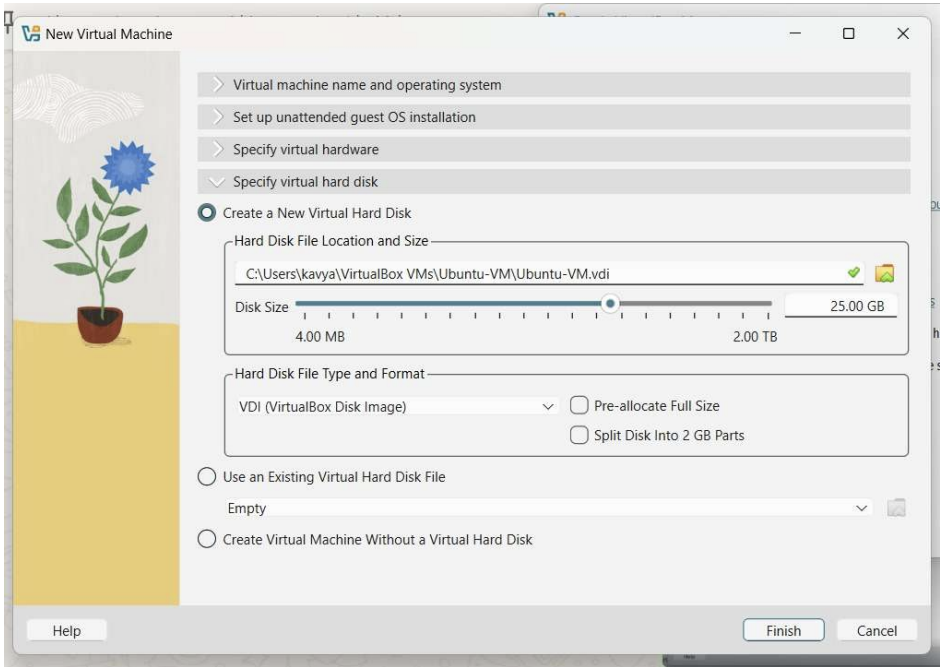 New Virtual Machine
Virtual machine name and operating system
Set up unattended guest OS installation
Specify virtual hardware
Specify virtual hard disk
Create a New Virtual Hard Disk
Hard Disk File Location and Size
C:\Users\kavya\VirtualBox VMs\Ubuntu-VM\Ubuntu-VM.vdi
Disk Size 25.00 GB
4.00 MB 2.00 TB
Hard Disk File Type and Format
VDI (VirtualBox Disk Image) Pre-allocate Full Size
Split Disk Into 2 GB Parts
Use an Existing Virtual Hard Disk File
Empty
Create Virtual Machine Without a Virtual Hard Disk
Help Finish Cancel